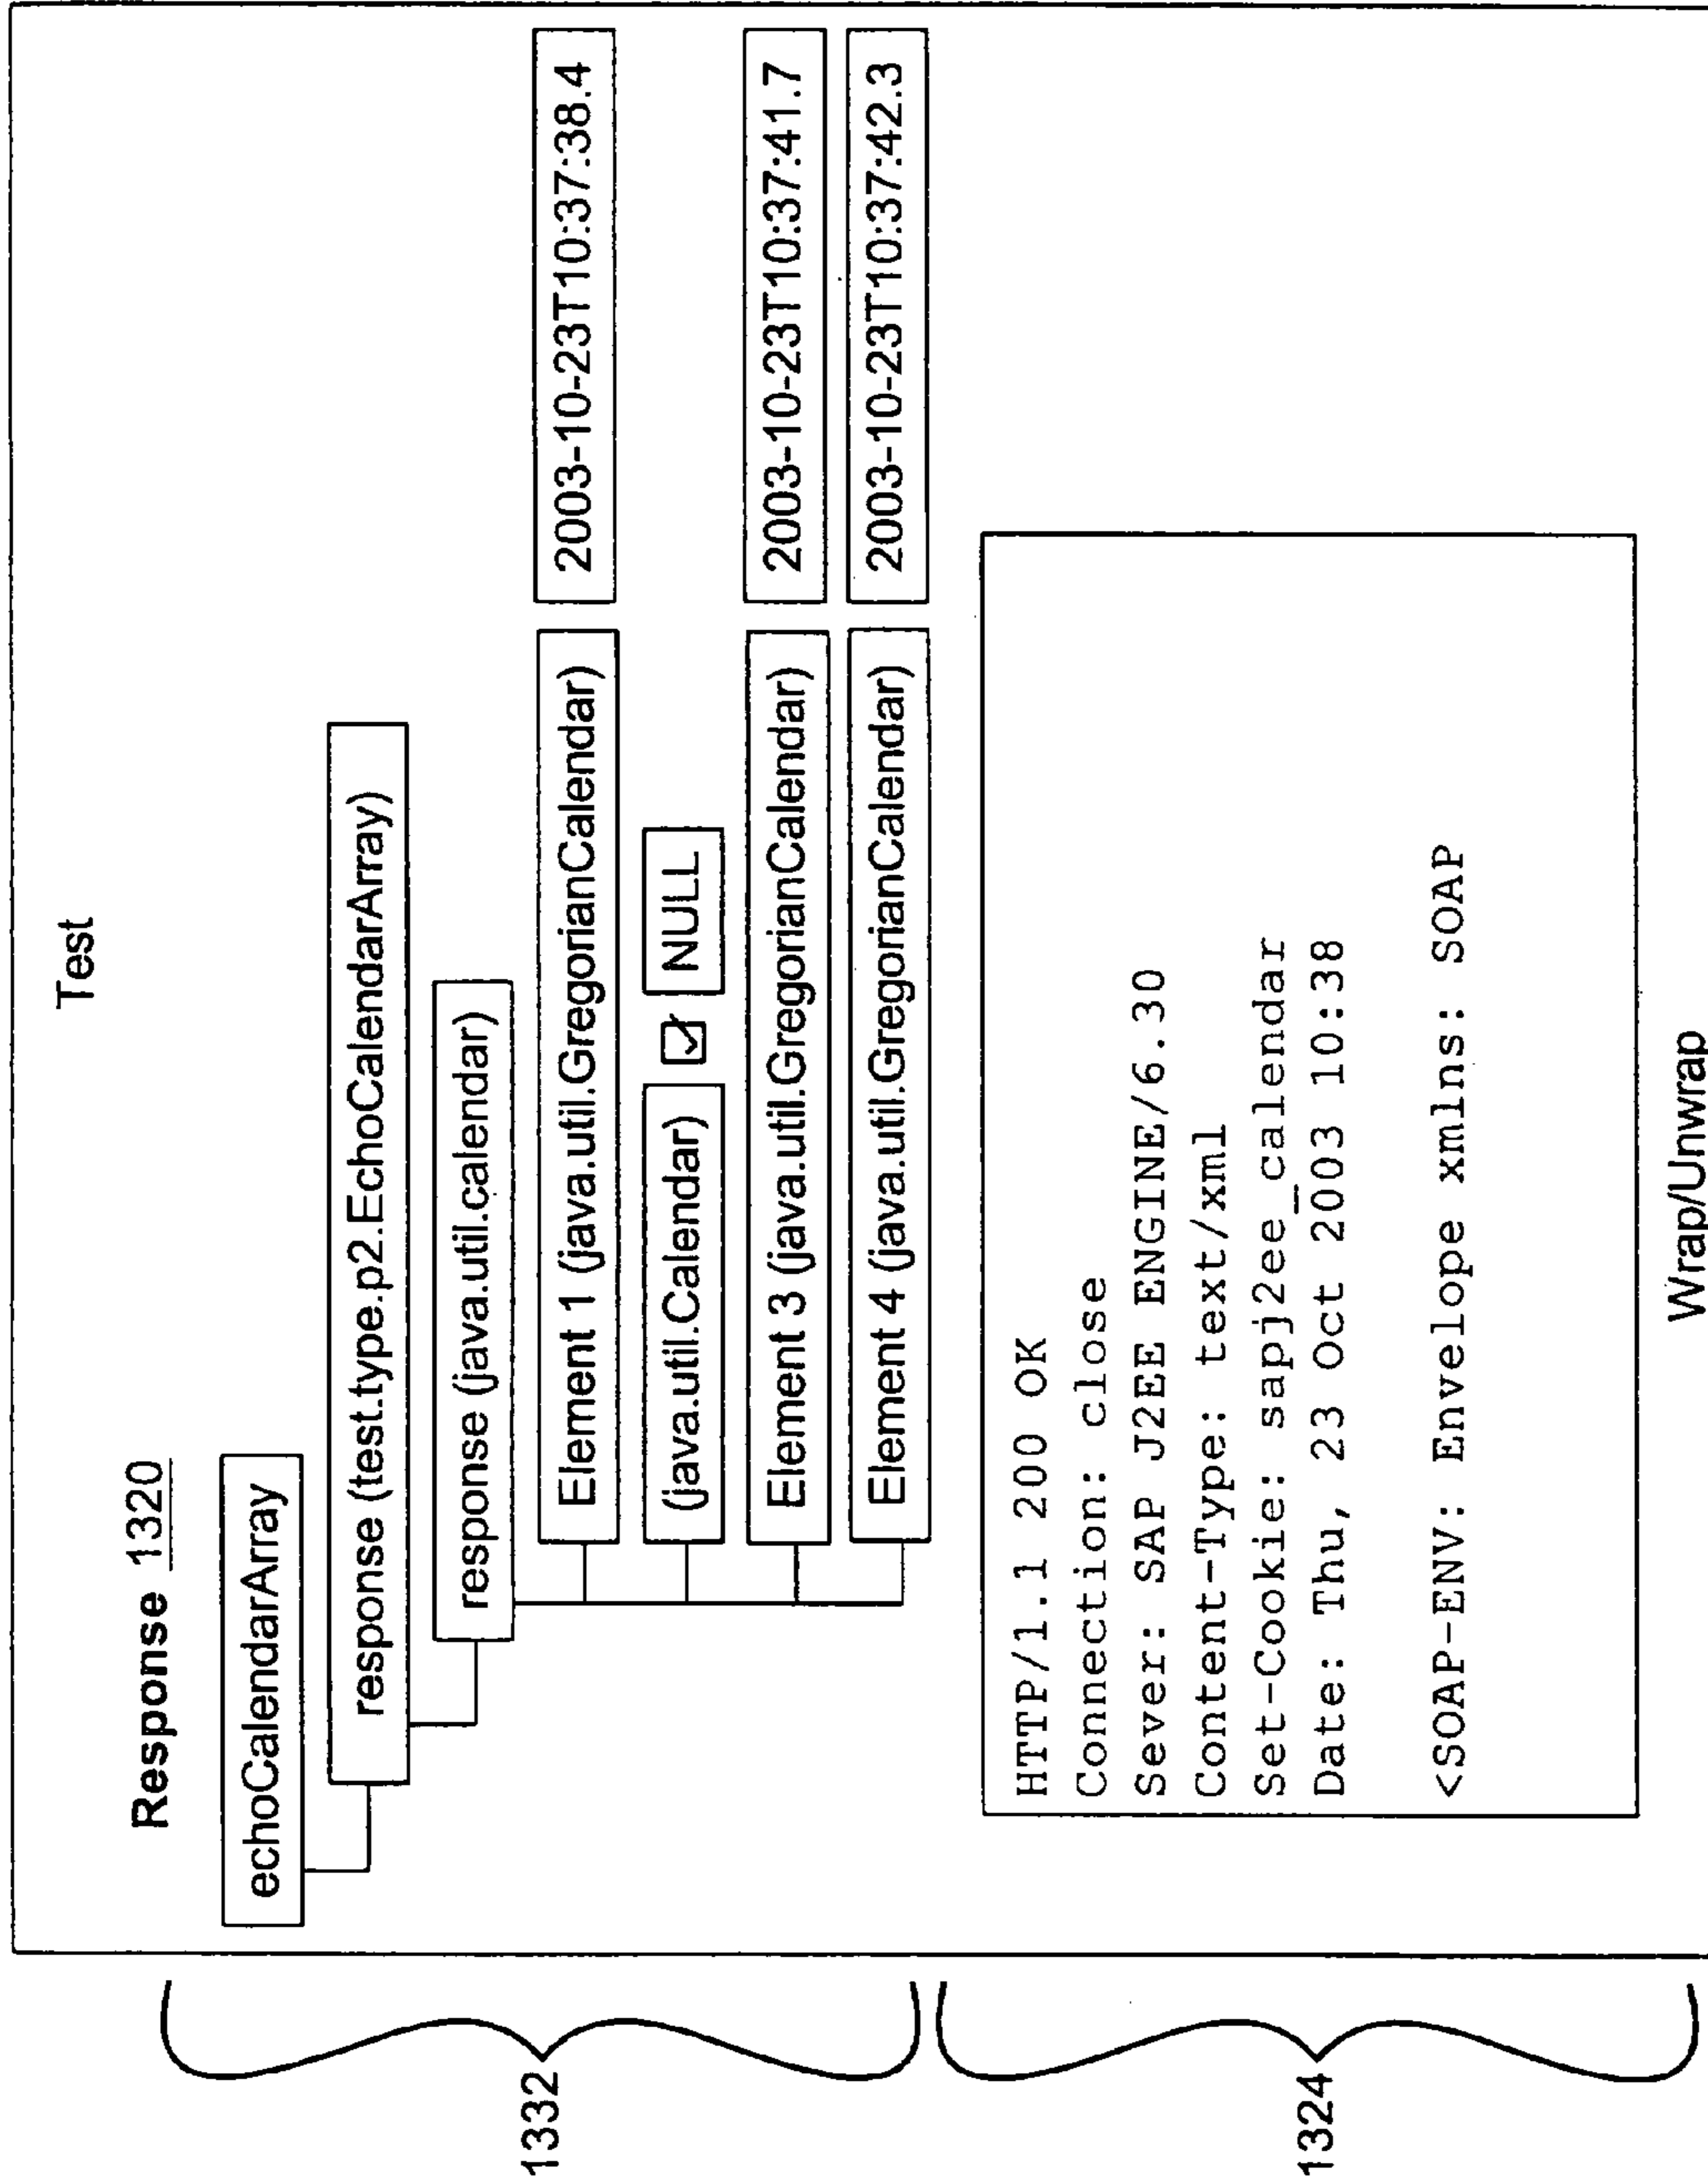 Test
Response 1320
echoCalendarArray
response (test.type.p2.EchoCalendarArray)
response (java.util.calendar)
Element 1 (java.util.GregorianCalendar) 2003-10-23T10:37:38.4
(java.util.Calendar) NULL
Element 3 (java.util.GregorianCalendar) 2003-10-23T10:37:41.7
Element 4 (java.util.GregorianCalendar) 2003-10-23T10:37:42.3
1332
HTTP/1.1 200 OK
Connection: close
Sever: SAP J2EE ENGINE/6.30
Content-Type: text/xml
Set-Cookie: sapj2ee_calendar
Date: Thu, 23 Oct 2003 10:38
<SOAP-ENV: Envelope xmlns: SOAP
1324
Wrap/Unwrap